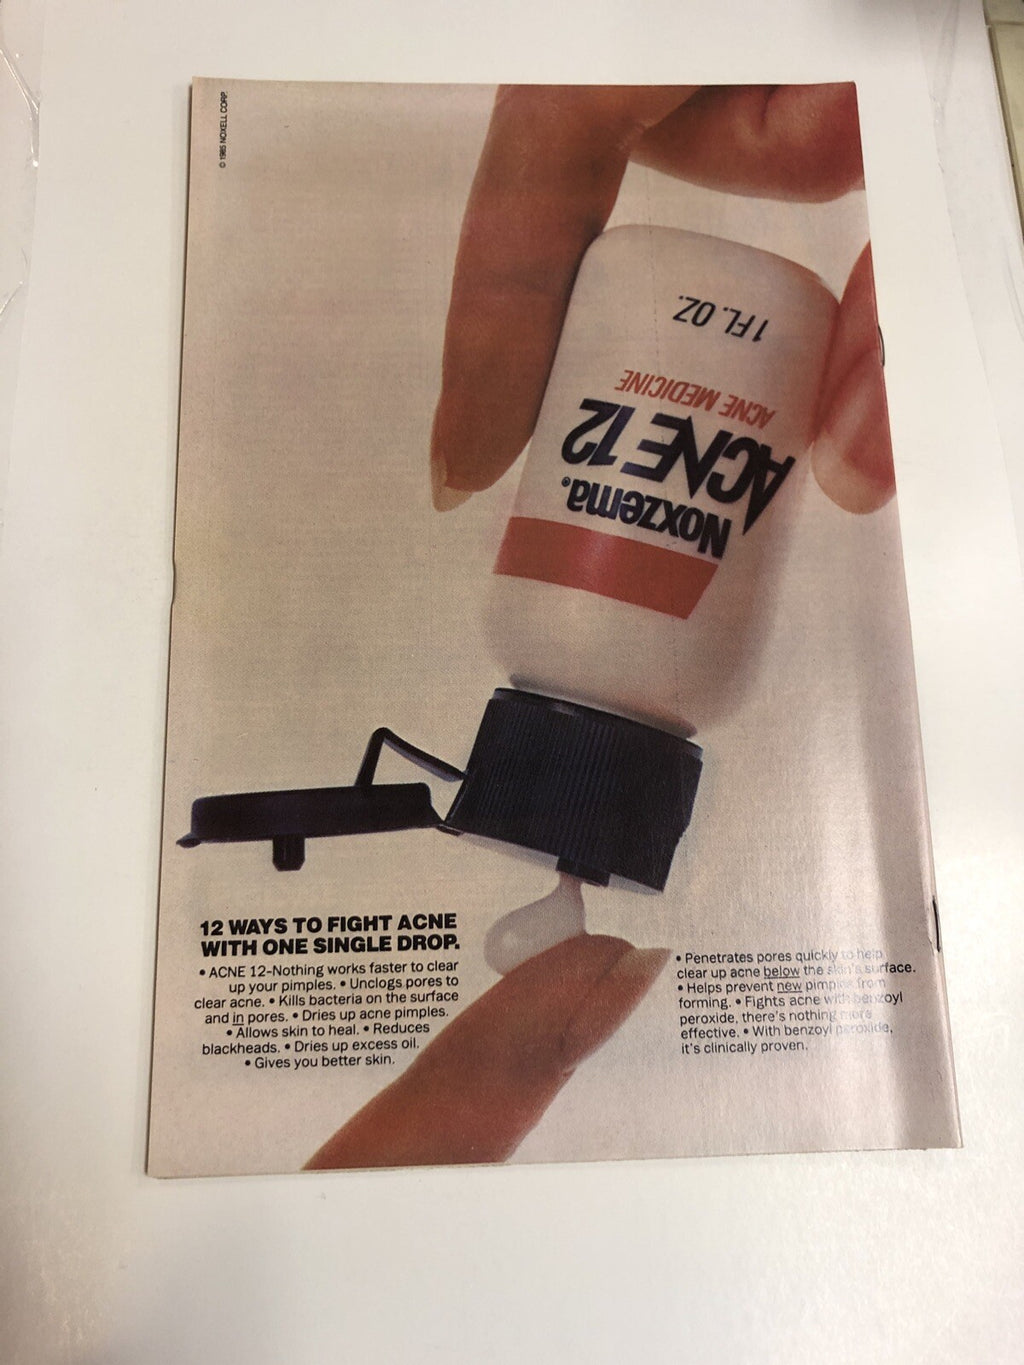 © 1985 NOXELL CORP.
1 FL. OZ.
ACNE MEDICINE
ACNE 12
Noxzema®
12 WAYS TO FIGHT ACNE
WITH ONE SINGLE DROP.
• ACNE 12-Nothing works faster to clear
up your pimples. • Unclogs pores to
clear acne. • Kills bacteria on the surface
and in pores. • Dries up acne pimples.
• Allows skin to heal. • Reduces
blackheads. • Dries up excess oil.
• Gives you better skin.
• Penetrates pores quickly to help
clear up acne below the skin's surface.
• Helps prevent new pimples from
forming. • Fights acne with benzoyl
peroxide, there's nothing more
effective. • With benzoyl peroxide,
it's clinically proven.